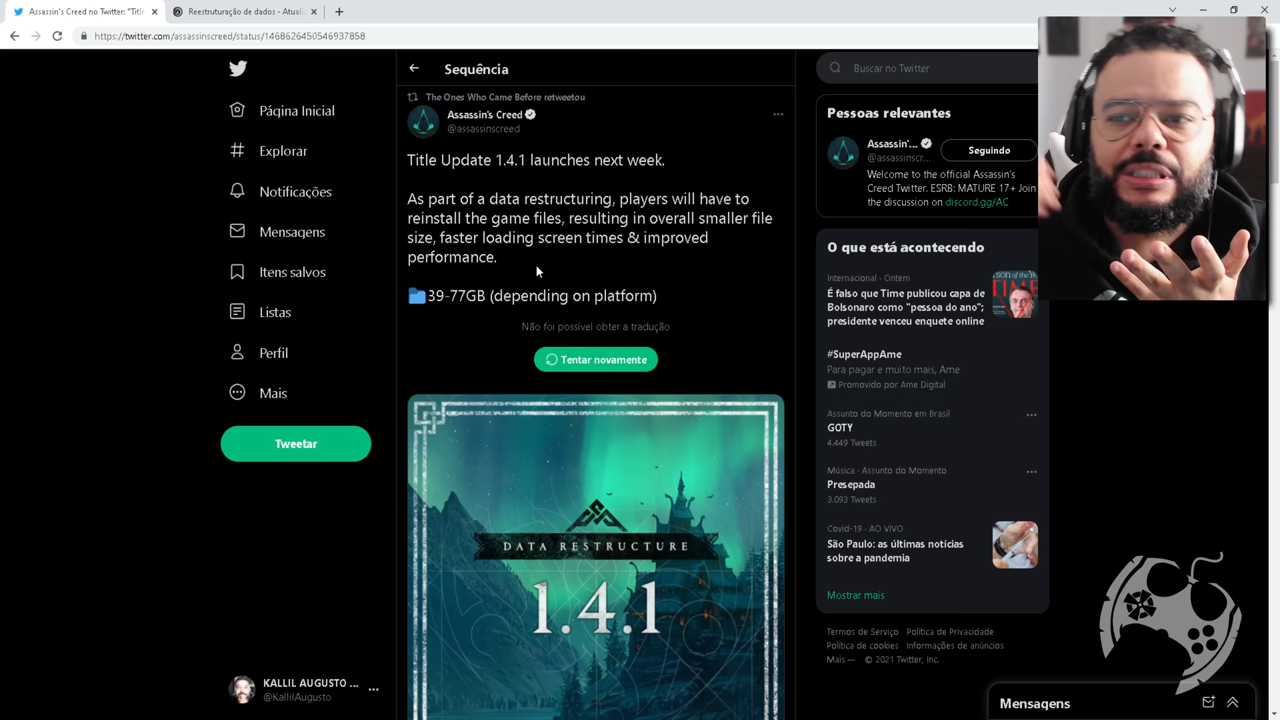 Assassin's Creed no Twitter: "Title
Reestruturação de dados - Atuali
https://twitter.com/assassinscreed/status/1468626450546937858
Página Inicial
Explorar
Notificações
Mensagens
Itens salvos
Listas
Perfil
Mais
Tweetar
KALLIL AUGUSTO ...
@KallilAugusto
Sequência
The Ones Who Came Before retweetou
Assassin's Creed
@assassinscreed
Title Update 1.4.1 launches next week.
As part of a data restructuring, players will have to
reinstall the game files, resulting in overall smaller file
size, faster loading screen times & improved
performance.
39-77GB (depending on platform)
Não foi possível obter a tradução
Tentar novamente
DATA RESTRUCTURE
1.4.1
Buscar no Twitter
Pessoas relevantes
Assassin'...
@assassinscr...
Seguindo
Welcome to the official Assassin's
Creed Twitter. ESRB: MATURE 17+ Join
the discussion on discord.gg/AC
O que está acontecendo
Internacional · Ontem
É falso que Time publicou capa de
Bolsonaro como "pessoa do ano";
presidente venceu enquete online
#SuperAppAme
Para pagar e muito mais, Ame
Promovido por Ame Digital
Assunto do Momento em Brasil
GOTY
4.449 Tweets
Música · Assunto do Momento
Presepada
3.093 Tweets
Covid-19 · AO VIVO
São Paulo: as últimas notícias
sobre a pandemia
Mostrar mais
Termos de Serviço Política de Privacidade
Política de cookies Informações de anúncios
Mais ··· © 2021 Twitter, Inc.
Mensagens